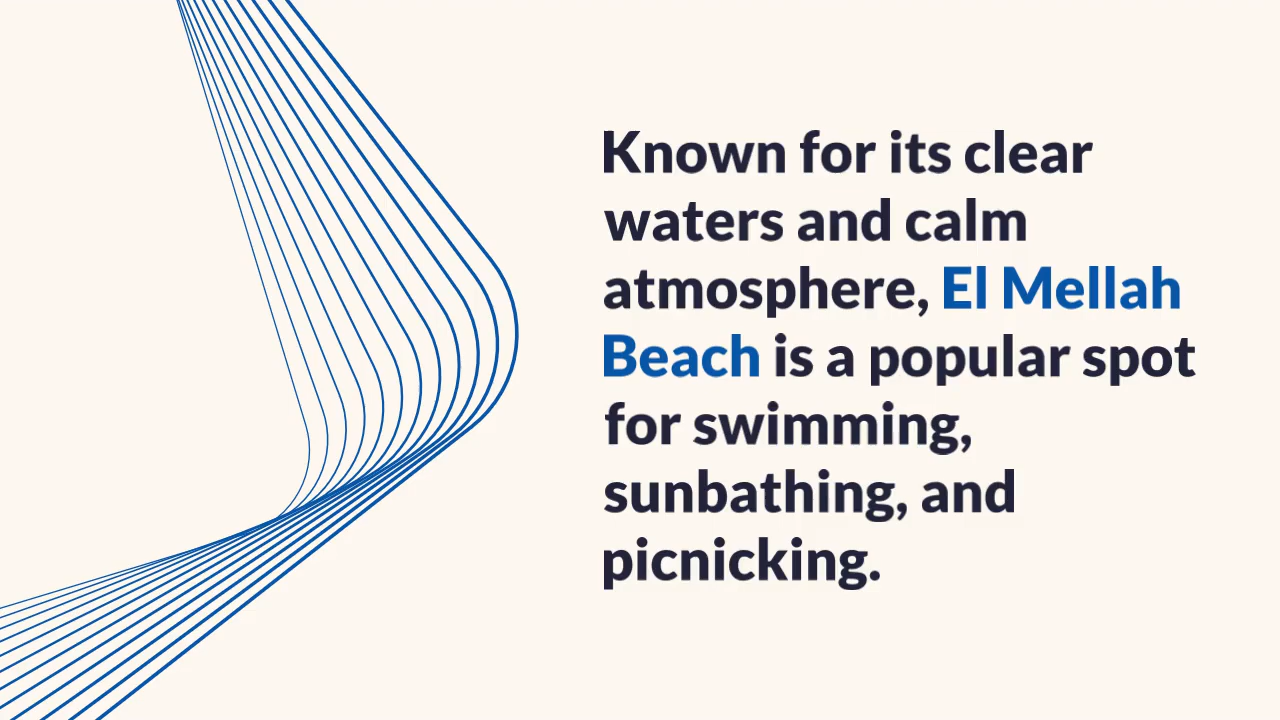 Known for its clear
waters and calm
atmosphere, El Mellah
Beach is a popular spot
for swimming,
sunbathing, and
picnicking.